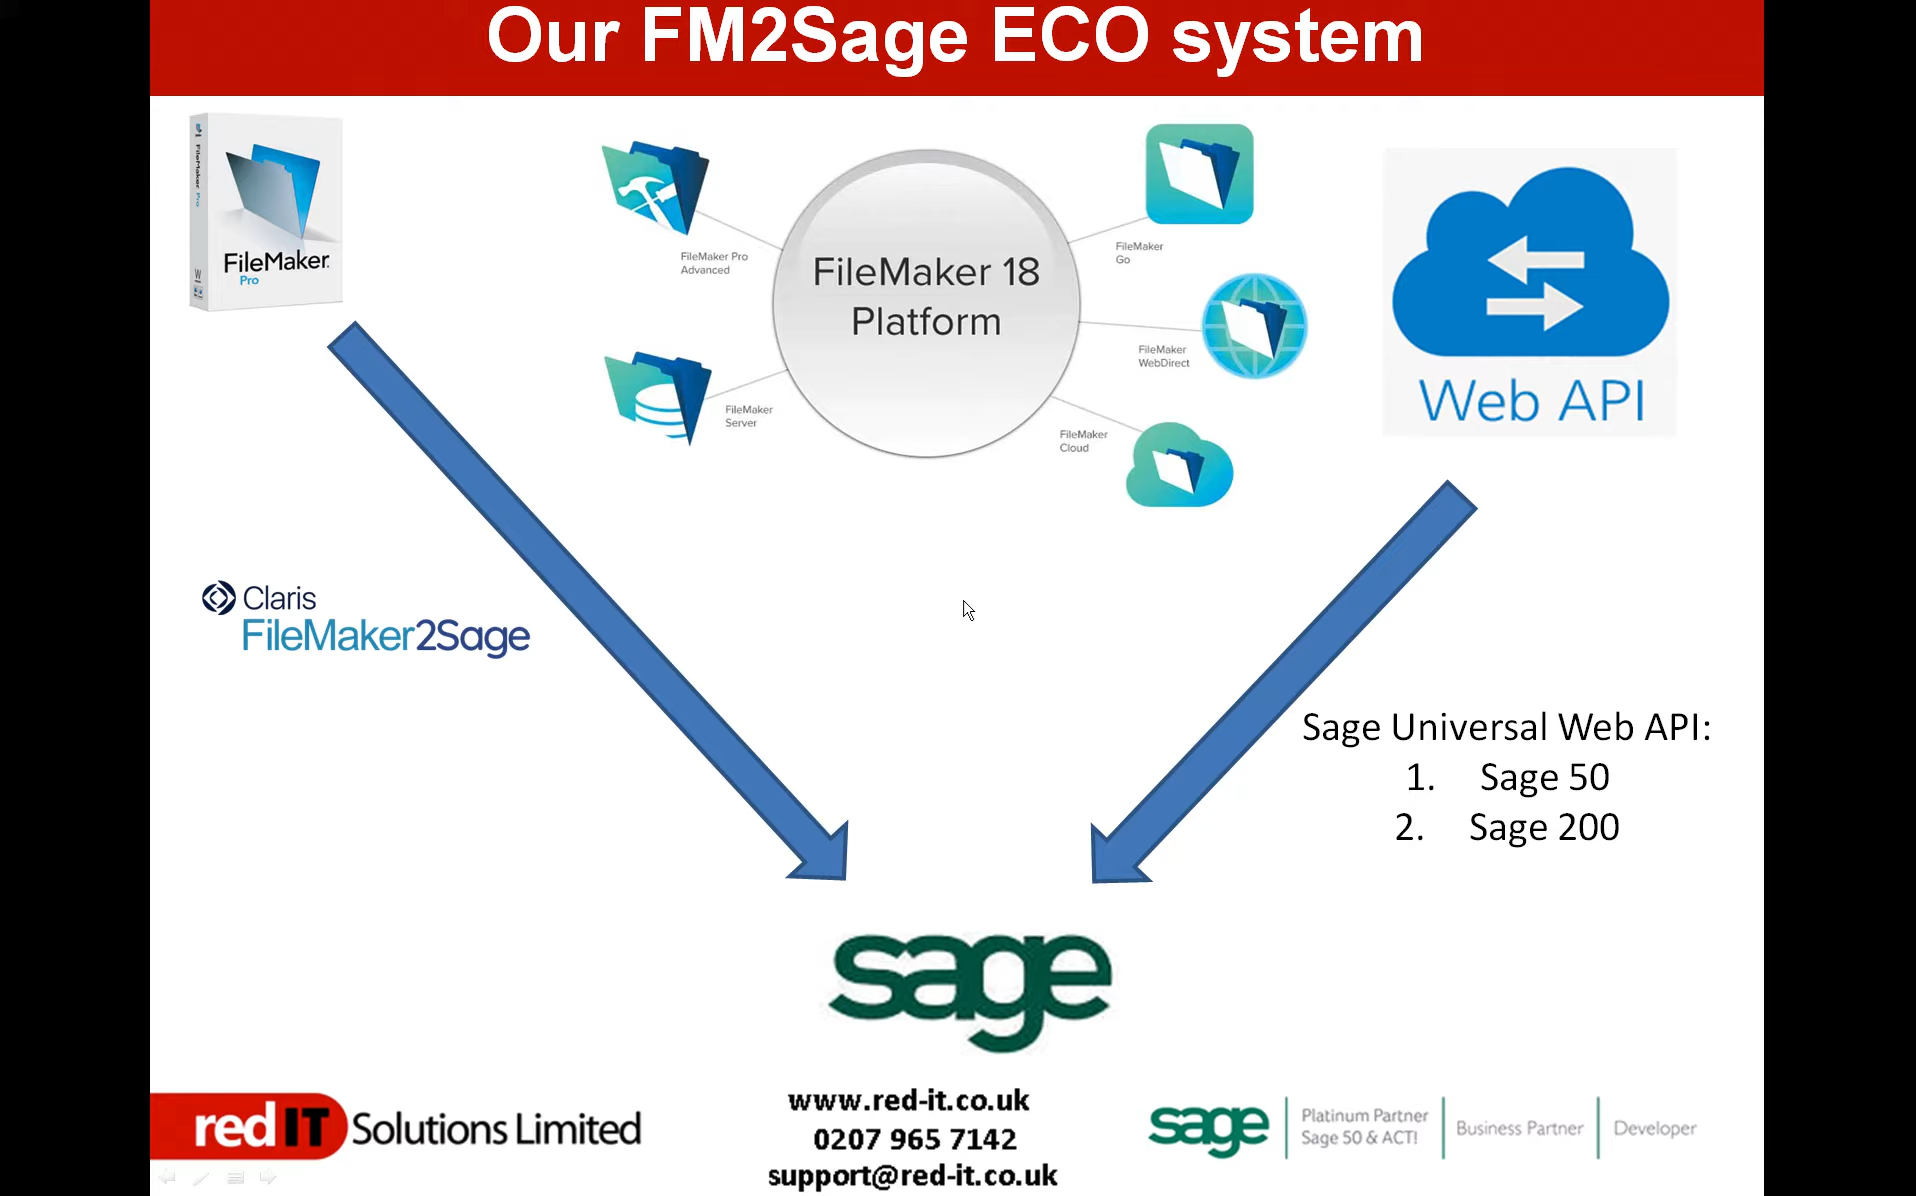 Our FM2Sage ECO system
FileMaker Pro
FileMaker
Pro
FileMaker Pro
Advanced
FileMaker
Server
FileMaker 18
Platform
FileMaker
Go
FileMaker
WebDirect
FileMaker
Cloud
Web API
Claris
FileMaker2Sage
Sage Universal Web API:
1. Sage 50
2. Sage 200
sage
red IT Solutions Limited
www.red-it.co.uk
0207 965 7142
support@red-it.co.uk
sage
Platinum Partner
Sage 50 & ACT!
Business Partner
Developer